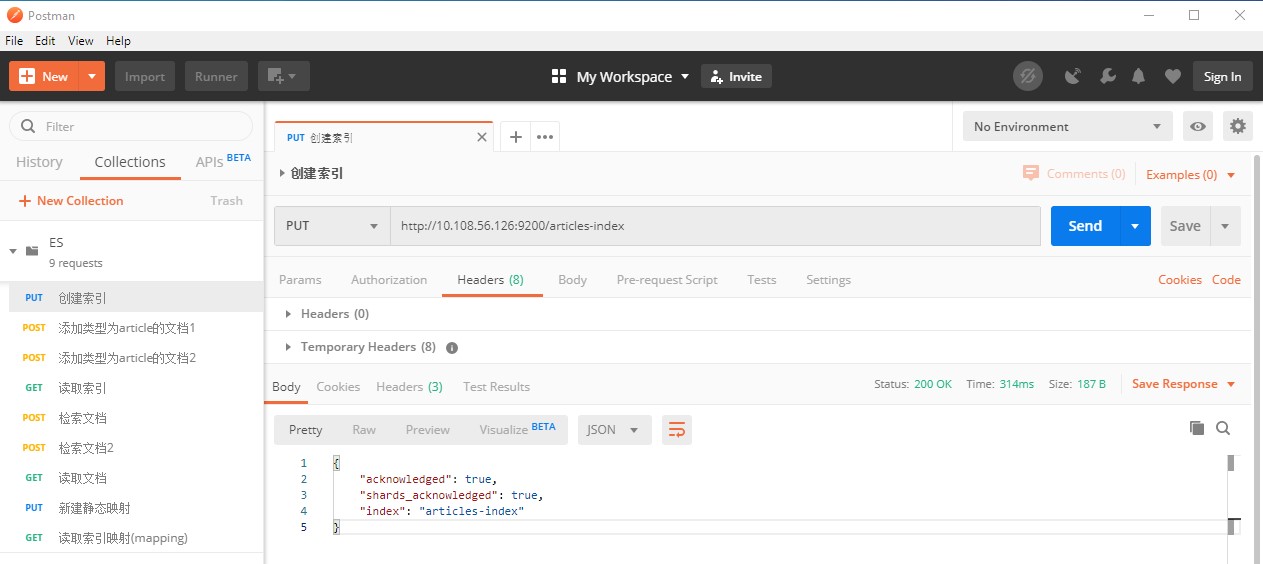 Postman
File Edit View Help
New Import Runner My Workspace Invite Sign In
Filter
History Collections APIs BETA
New Collection Trash
ES
9 requests
PUT 创建索引
POST 添加类型为article的文档1
POST 添加类型为article的文档2
GET 读取索引
POST 检索文档
POST 检索文档2
GET 读取文档
PUT 新建静态映射
GET 读取索引映射(mapping)
PUT 创建索引 No Environment
创建索引 Comments (0) Examples (0)
PUT http://10.108.56.126:9200/articles-index Send Save
Params Authorization Headers (8) Body Pre-request Script Tests Settings Cookies Code
Headers (0)
Temporary Headers (8)
Body Cookies Headers (3) Test Results Status: 200 OK Time: 314ms Size: 187 B Save Response
Pretty Raw Preview Visualize BETA JSON
1 {
2 "acknowledged": true,
3 "shards_acknowledged": true,
4 "index": "articles-index"
5 }